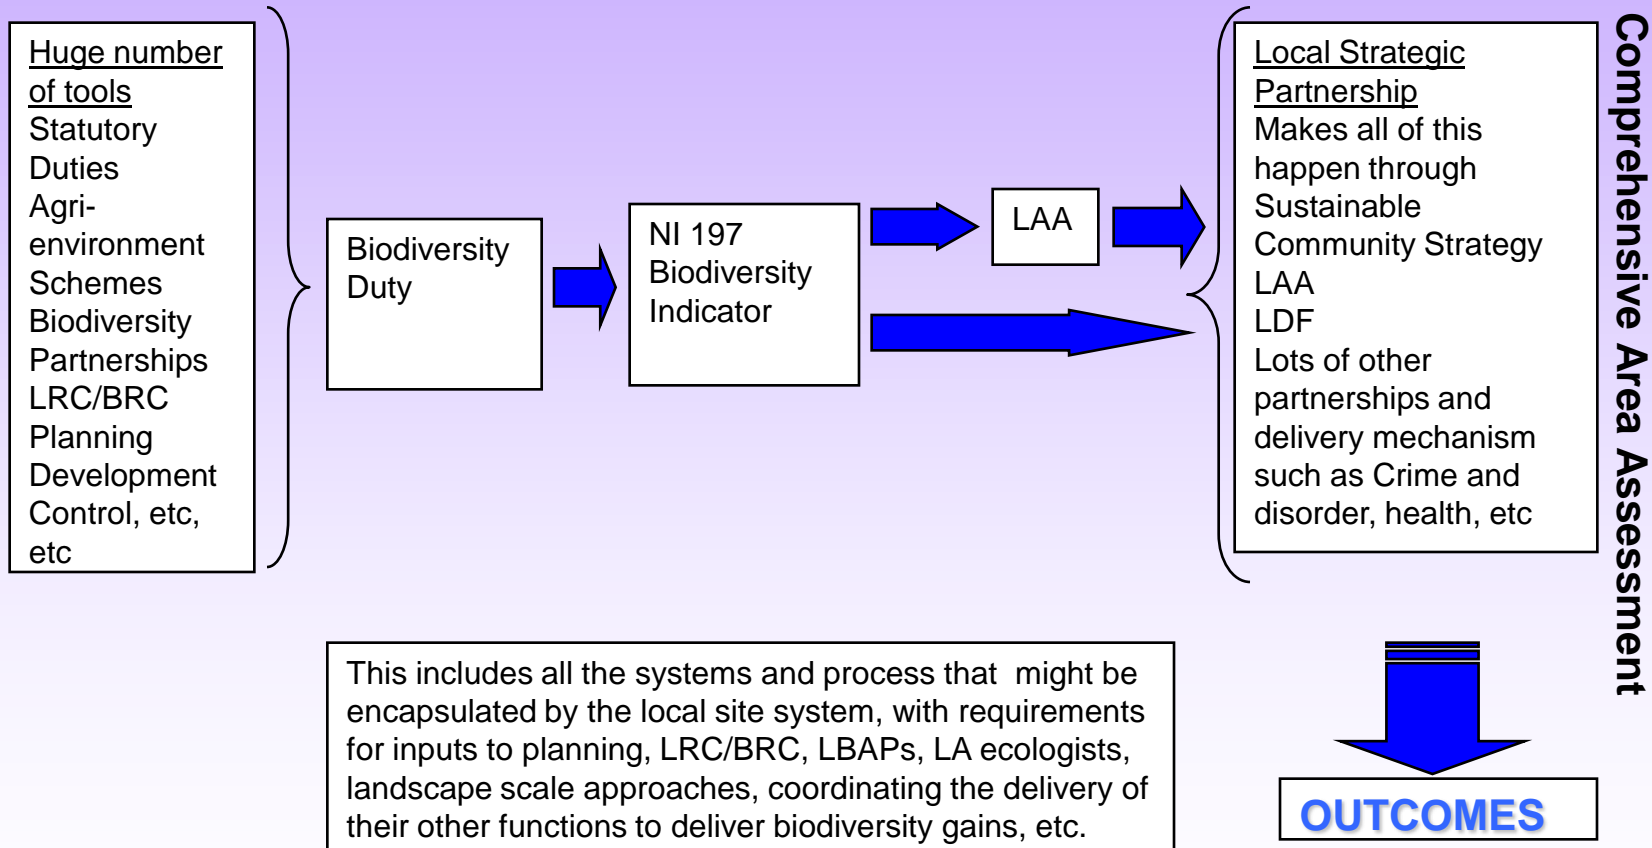 Huge number
of tools
Statutory
Duties
Agri-
environment
Schemes
Biodiversity
Partnerships
LRC/BRC
Planning
Development
Control, etc,
etc
Biodiversity
Duty
NI 197
Biodiversity
Indicator
LAA
Local Strategic
Partnership
Makes all of this
happen through
Sustainable
Community Strategy
LAA
LDF
Lots of other
partnerships and
delivery mechanism
such as Crime and
disorder, health, etc
Comprehensive Area Assessment
This includes all the systems and process that might be
encapsulated by the local site system, with requirements
for inputs to planning, LRC/BRC, LBAPs, LA ecologists,
landscape scale approaches, coordinating the delivery of
their other functions to deliver biodiversity gains, etc.
OUTCOMES